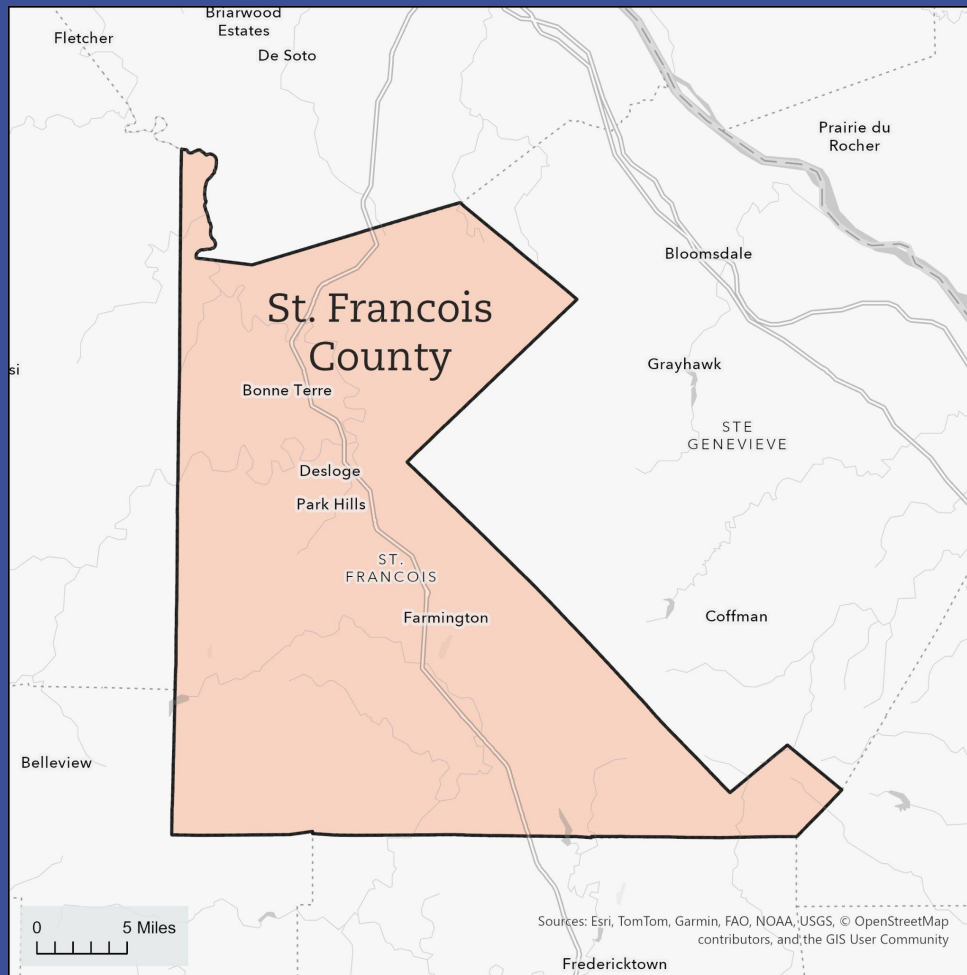 Briarwood
Estates
Fletcher
De Soto
Prairie du
Rocher
Bloomsdale
St. Francois
County
si
Grayhawk
Bonne Terre
STE
GENEVIEVE
Desloge
Park Hills
ST.
FRANCOIS
Farmington
Coffman
Belleview
0 5 Miles
Sources: Esri, TomTom, Garmin, FAO, NOAA, USGS, © OpenStreetMap
contributors, and the GIS User Community
Fredericktown